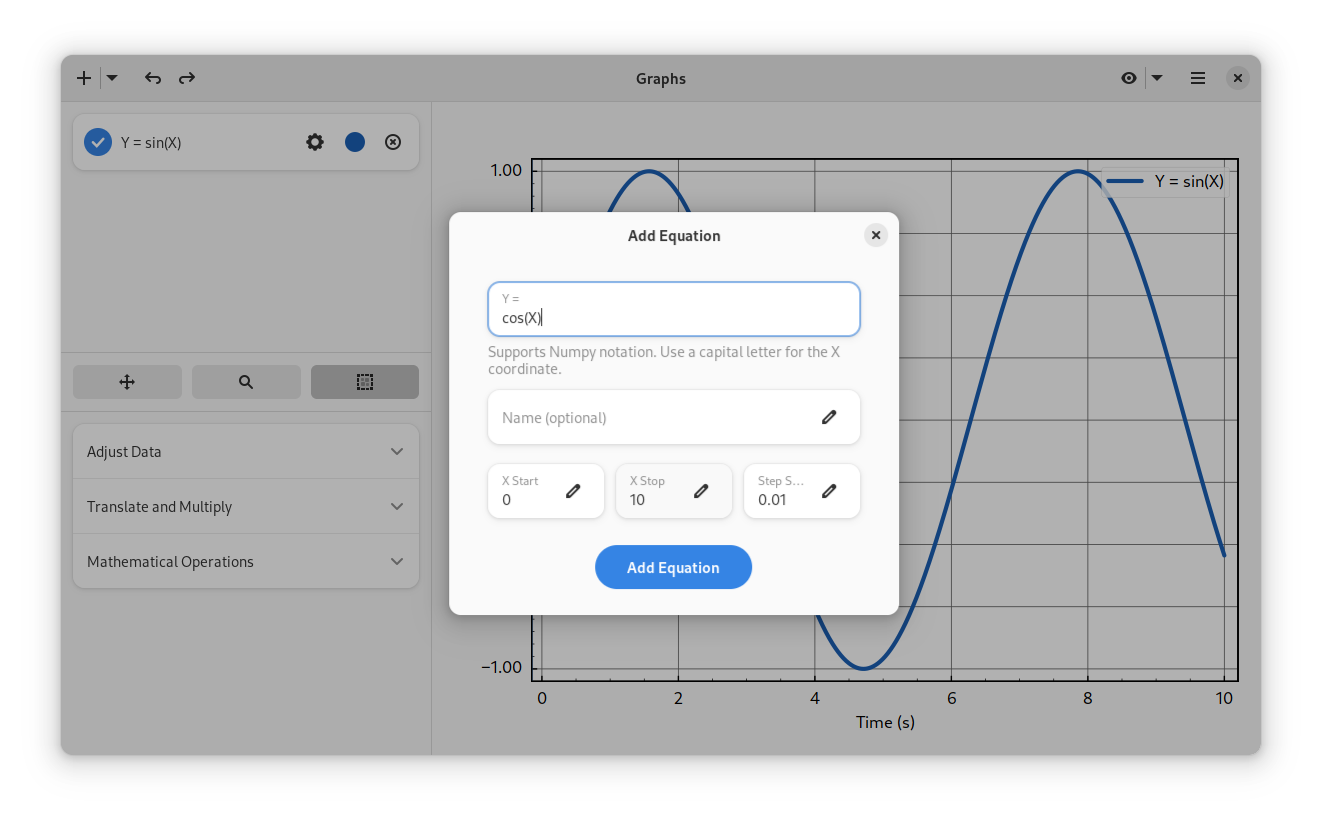 Graphs
Y = sin(X)
Adjust Data
Translate and Multiply
Mathematical Operations
1.00
Y = sin(X)
−1.00
0 2 4 6 8 10
Time (s)
Add Equation
Y =
cos(X)
Supports Numpy notation. Use a capital letter for the X
coordinate.
Name (optional)
X Start
0
X Stop
10
Step S...
0.01
Add Equation